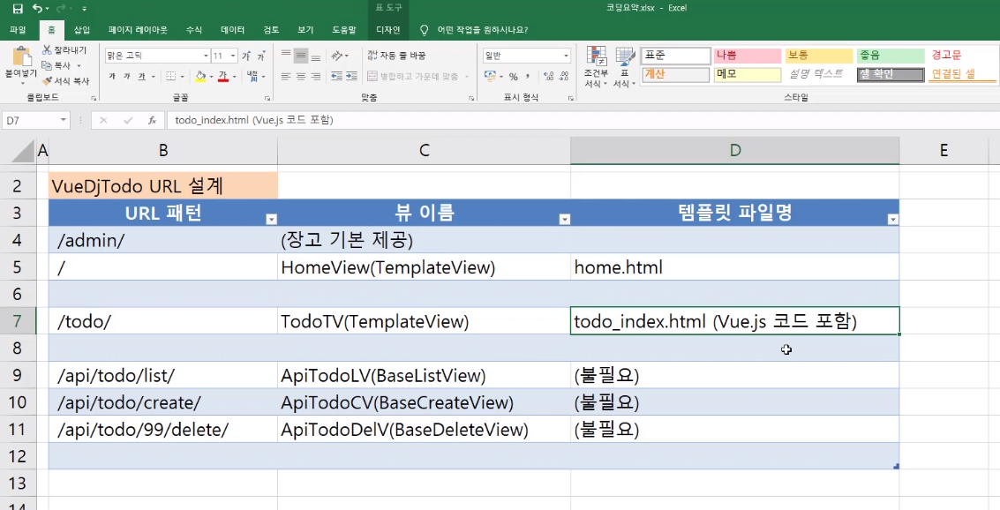 표 도구
코딩요약.xlsx - Excel
파일 홈 삽입 페이지 레이아웃 수식 데이터 검토 보기 도움말 디자인 어떤 작업을 원하시나요?
붙여넣기
잘라내기
복사
서식 복사
클립보드
맑은 고딕 11
가 가 가
글꼴
자동 줄 바꿈
병합하고 가운데 맞춤
맞춤
일반
표시 형식
조건부 서식
표 서식
표준 나쁨 보통 좋음 경고문
계산 메모 설명 텍스트 셀 확인 연결된 셀
스타일
D7 fx todo_index.html (Vue.js 코드 포함)
A B C D E
2 VueDjTodo URL 설계
3 URL 패턴 뷰 이름 템플릿 파일명
4 /admin/ (장고 기본 제공)
5 / HomeView(TemplateView) home.html
6
7 /todo/ TodoTV(TemplateView) todo_index.html (Vue.js 코드 포함)
8
9 /api/todo/list/ ApiTodoLV(BaseListView) (불필요)
10 /api/todo/create/ ApiTodoCV(BaseCreateView) (불필요)
11 /api/todo/99/delete/ ApiTodoDelV(BaseDeleteView) (불필요)
12
13
14